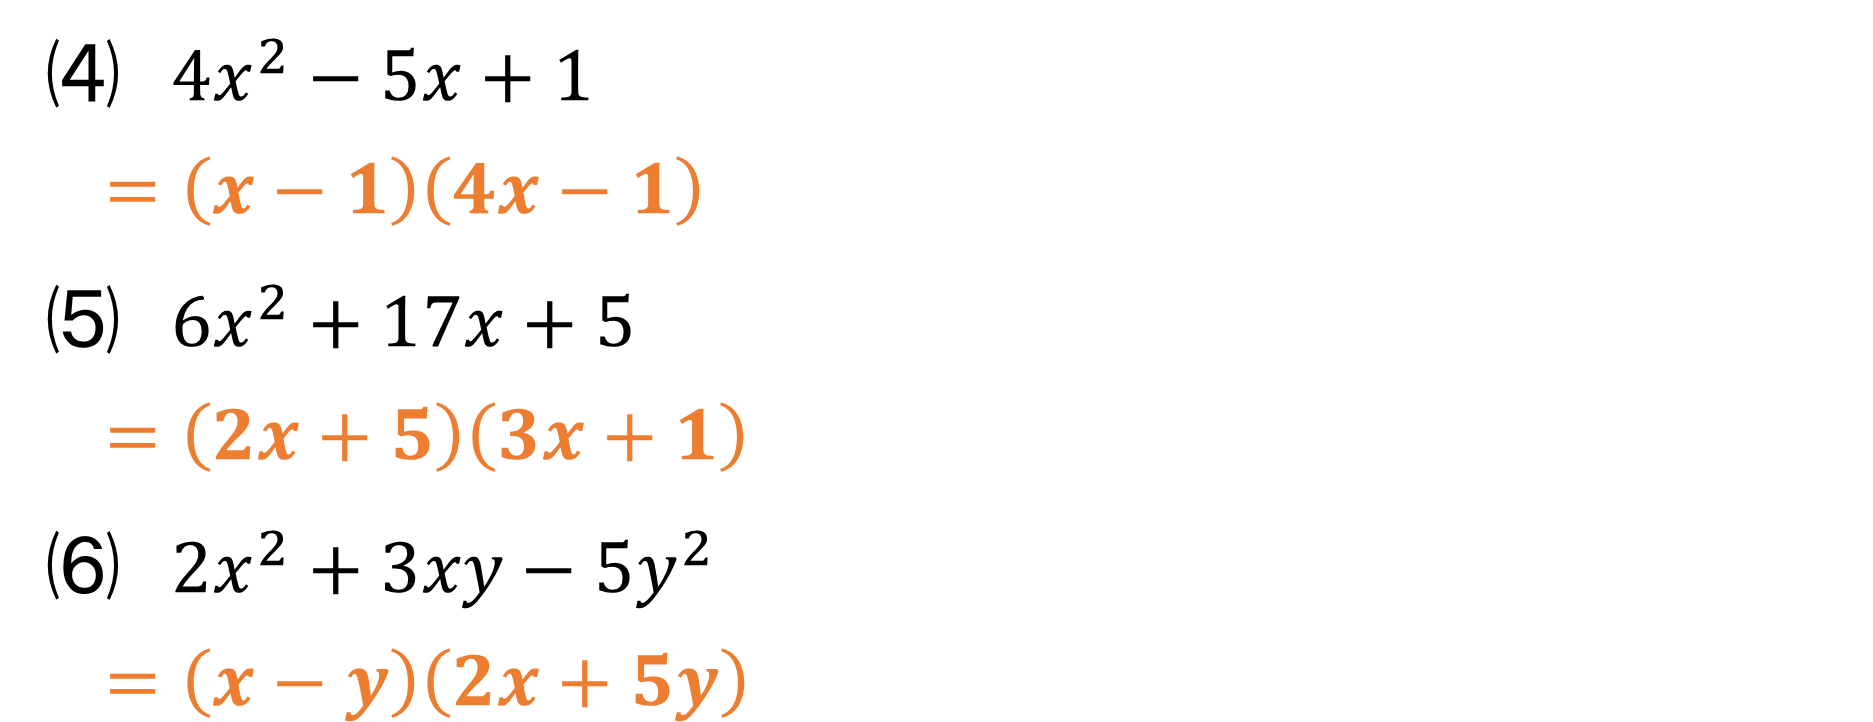 (4) 4x² − 5x + 1
= (x − 1)(4x − 1)
(5) 6x² + 17x + 5
= (2x + 5)(3x + 1)
(6) 2x² + 3xy − 5y²
= (x − y)(2x + 5y)